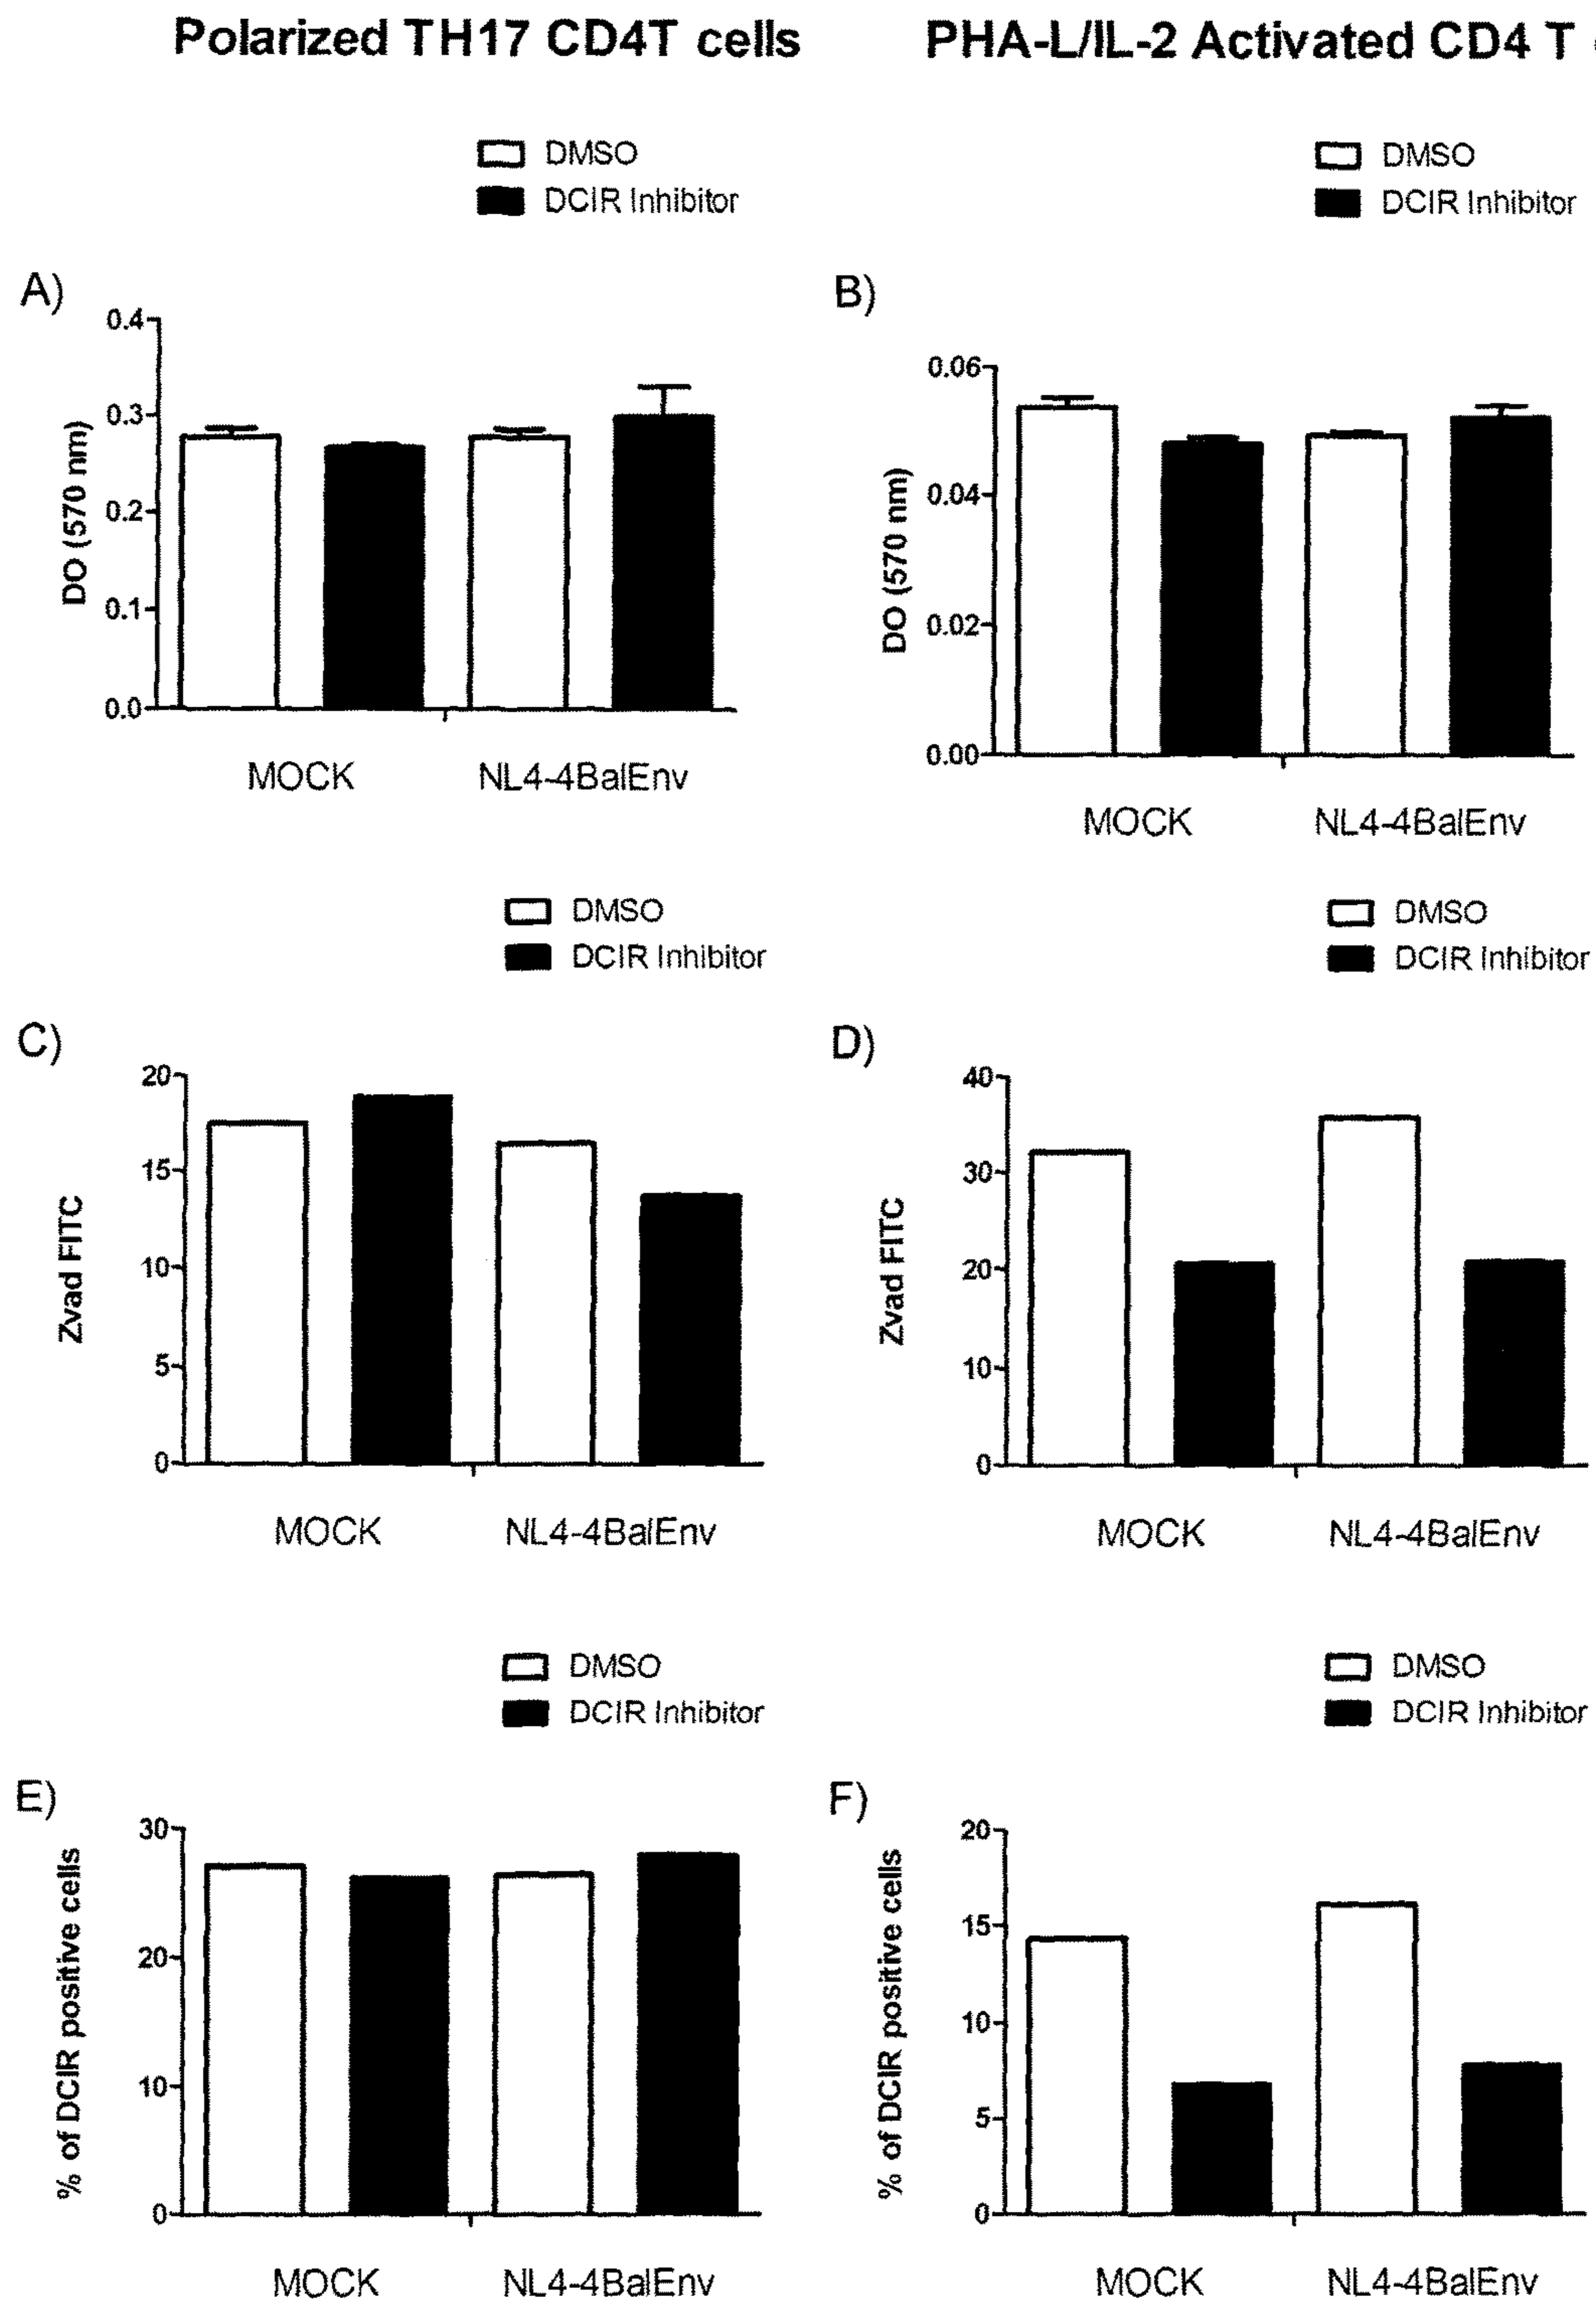 Polarized TH17 CD4T cells
PHA-L/IL-2 Activated CD4 T
DMSO
DCIR Inhibitor
DMSO
DCIR Inhibitor
A)
0.4
0.3
0.2
0.1
0.0
DO (570 nm)
MOCK NL4-4BalEnv
B)
0.06
0.04
0.02
0.00
DO (570 nm)
MOCK NL4-4BalEnv
DMSO
DCIR Inhibitor
DMSO
DCIR Inhibitor
C)
20
15
10
5
0
Zvad FITC
MOCK NL4-4BalEnv
D)
40
30
20
10
0
Zvad FITC
MOCK NL4-4BalEnv
DMSO
DCIR Inhibitor
DMSO
DCIR Inhibitor
E)
30
20
10
0
% of DCIR positive cells
MOCK NL4-4BalEnv
F)
20
15
10
5
0
% of DCIR positive cells
MOCK NL4-4BalEnv